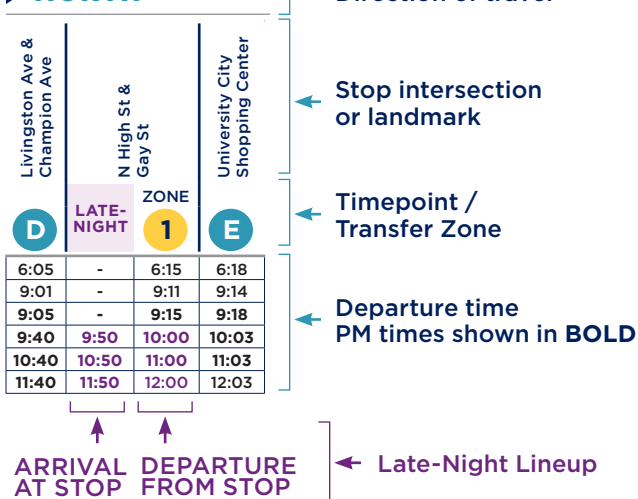 Livingston Ave &
Champion Ave
N High St &
Gay St
University City
Shopping Center
Stop intersection
or landmark
D
LATE-
NIGHT
ZONE
1
E
Timepoint /
Transfer Zone
6:05 - 6:15 6:18
9:01 - 9:11 9:14
9:05 - 9:15 9:18
9:40 9:50 10:00 10:03
10:40 10:50 11:00 11:03
11:40 11:50 12:00 12:03
Departure time
PM times shown in BOLD
ARRIVAL
AT STOP
DEPARTURE
FROM STOP
Late-Night Lineup